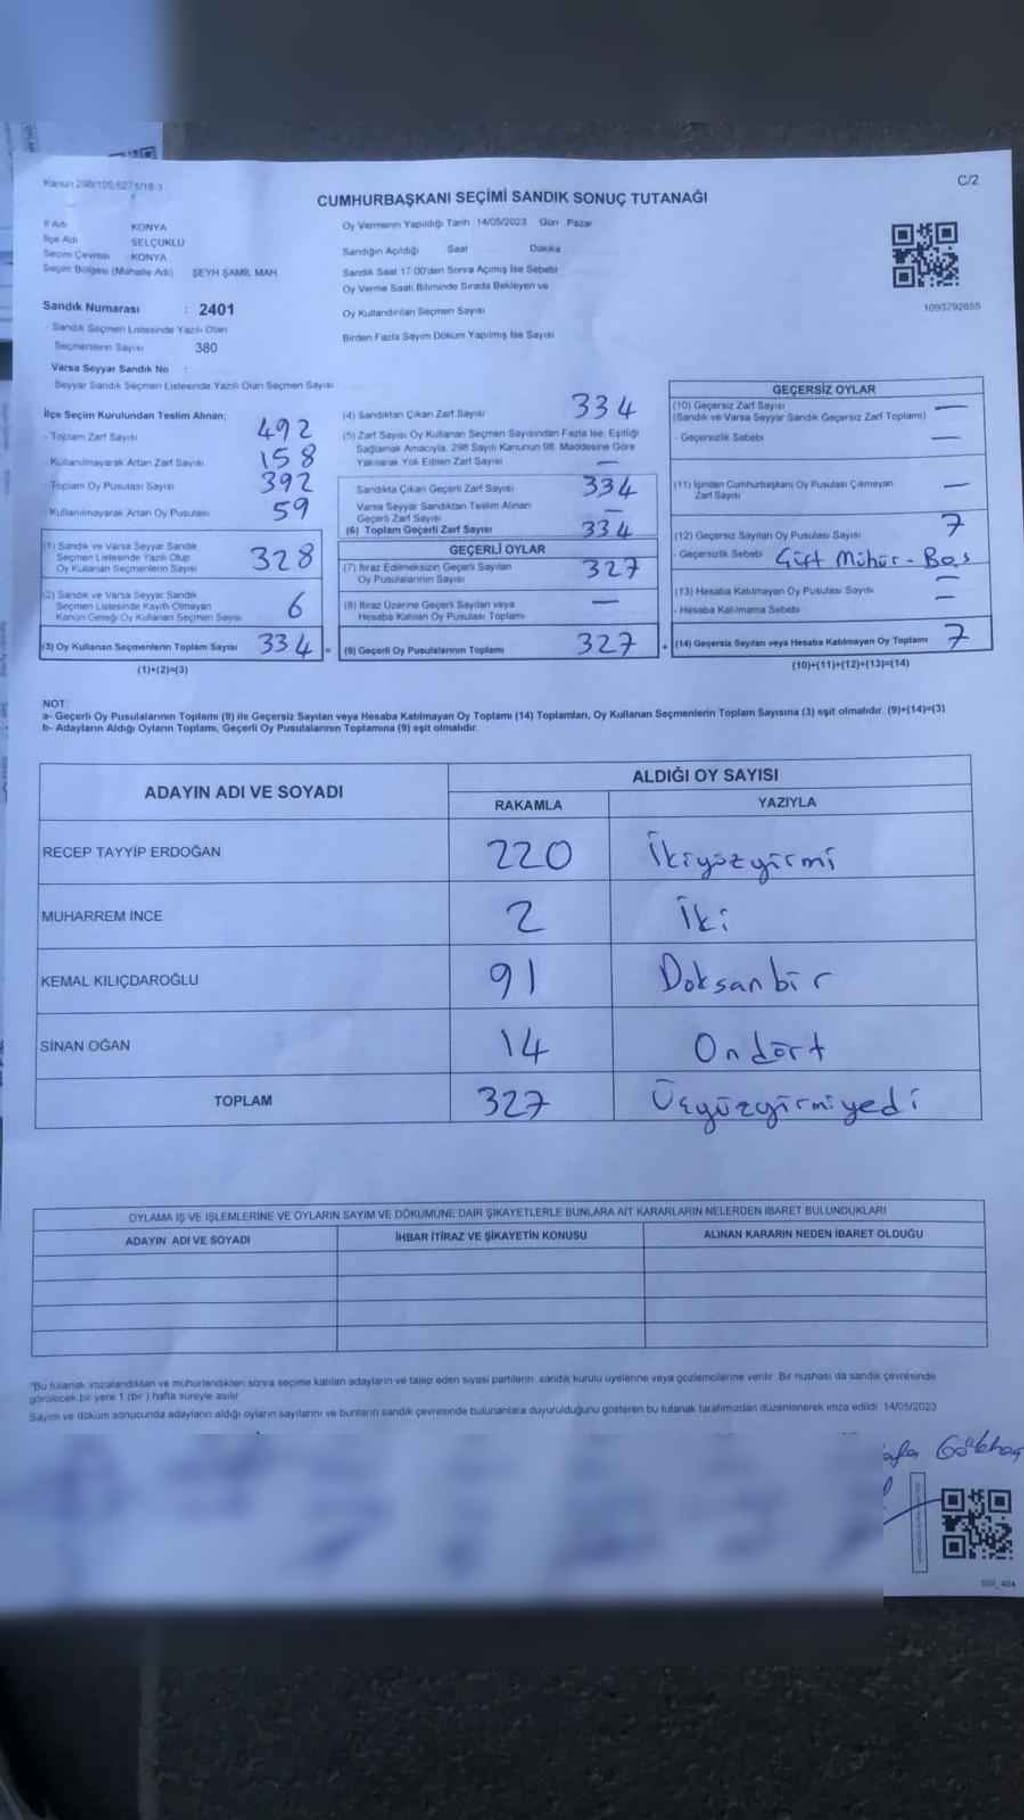 Kanun 298/105,6271/18-3
C/2
CUMHURBAŞKANI SEÇİMİ SANDIK SONUÇ TUTANAĞI
İl Adı KONYA
İlçe Adı SELÇUKLU
Seçim Çevresi KONYA
Seçim Bölgesi (Mahalle Adı) ŞEYH ŞAMİL MAH
Sandık Numarası : 2401
- Sandık Seçmen Listesinde Yazılı Olan
Seçmenlerin Sayısı 380
Varsa Seyyar Sandık No :
Seyyar Sandık Seçmen Listesinde Yazılı Olan Seçmen Sayısı
Oy Vermenin Yapıldığı Tarih 14/05/2023 Gün Pazar
Sandığın Açıldığı Saat Dakika
Sandık Saat 17:00'den Sonra Açılmış İse Sebebi
Oy Verme Saati Bitiminde Sırada Bekleyen ve
Oy Kullandırılan Seçmen Sayısı
Birden Fazla Sayım Döküm Yapılmış İse Sayısı
1093792655
İlçe Seçim Kurulundan Teslim Alınan;
- Toplam Zarf Sayısı 492
- Kullanılmayarak Artan Zarf Sayısı 158
- Toplam Oy Pusulası Sayısı 392
- Kullanılmayarak Artan Oy Pusulası 59
(1) Sandık ve Varsa Seyyar Sandık
Seçmen Listesinde Yazılı Olup
Oy Kullanan Seçmenlerin Sayısı 328
(2) Sandık ve Varsa Seyyar Sandık
Seçmen Listesinde Kayıtlı Olmayan
Kanun Gereği Oy Kullanan Seçmen Sayısı 6
(3) Oy Kullanan Seçmenlerin Toplam Sayısı 334 =
(1)+(2)=(3)
(4) Sandıktan Çıkan Zarf Sayısı 334
(5) Zarf Sayısı Oy Kullanan Seçmen Sayısından Fazla İse, Eşitliği
Sağlamak Amacıyla, 298 Sayılı Kanunun 98. Maddesine Göre
Yakılarak Yok Edilen Zarf Sayısı —
Sandıkta Çıkan Geçerli Zarf Sayısı 334
Varsa Seyyar Sandıktan Teslim Alınan
Geçerli Zarf Sayısı —
(6) Toplam Geçerli Zarf Sayısı 334
GEÇERLİ OYLAR
(7) İtiraz Edilmeksizin Geçerli Sayılan
Oy Pusulalarının Sayısı 327
(8) İtiraz Üzerine Geçerli Sayılan veya
Hesaba Katılan Oy Pusulası Toplamı —
(9) Geçerli Oy Pusulalarının Toplamı 327 +
GEÇERSİZ OYLAR
(10) Geçersiz Zarf Sayısı —
(Sandık ve Varsa Seyyar Sandık Geçersiz Zarf Toplamı)
- Geçersizlik Sebebi —
(11) İçinden Cumhurbaşkanı Oy Pusulası Çıkmayan
Zarf Sayısı —
(12) Geçersiz Sayılan Oy Pusulası Sayısı 7
- Geçersizlik Sebebi Çift Mühür - Boş
(13) Hesaba Katılmayan Oy Pusulası Sayısı —
- Hesaba Katılmama Sebebi —
(14) Geçersiz Sayılan veya Hesaba Katılmayan Oy Toplamı 7
(10)+(11)+(12)+(13)=(14)
NOT:
a- Geçerli Oy Pusulalarının Toplamı (9) ile Geçersiz Sayılan veya Hesaba Katılmayan Oy Toplamı (14) Toplamları, Oy Kullanan Seçmenlerin Toplam Sayısına (3) eşit olmalıdır. (9)+(14)=(3)
b- Adayların Aldığı Oyların Toplamı, Geçerli Oy Pusulalarının Toplamına (9) eşit olmalıdır.
ADAYIN ADI VE SOYADI ALDIĞI OY SAYISI
RAKAMLA YAZIYLA
RECEP TAYYİP ERDOĞAN 220 İkiyüzyirmi
MUHARREM İNCE 2 İki
KEMAL KILIÇDAROĞLU 91 Doksanbir
SİNAN OĞAN 14 Ondört
TOPLAM 327 Üçyüzyirmiyedi
OYLAMA İŞ VE İŞLEMLERİNE VE OYLARIN SAYIM VE DÖKÜMÜNE DAİR ŞİKAYETLERLE BUNLARA AİT KARARLARIN NELERDEN İBARET BULUNDUKLARI
ADAYIN ADI VE SOYADI İHBAR İTİRAZ VE ŞİKAYETİN KONUSU ALINAN KARARIN NEDEN İBARET OLDUĞU
*Bu tutanak imzalandıktan ve mühürlendikten sonra seçime katılan adayların ve talep eden siyasi partilerin, sandık kurulu üyelerine veya gözlemcilerine verilir. Bir nüshası da sandık çevresinde
görülecek bir yere 1 (bir ) hafta süreyle asılır.
Sayım ve döküm sonucunda adayların aldığı oyların sayılarını ve bunların sandık çevresinde bulunanlara duyurulduğunu gösteren bu tutanak tarafımızdan düzenlenerek imza edildi. 14/05/2023